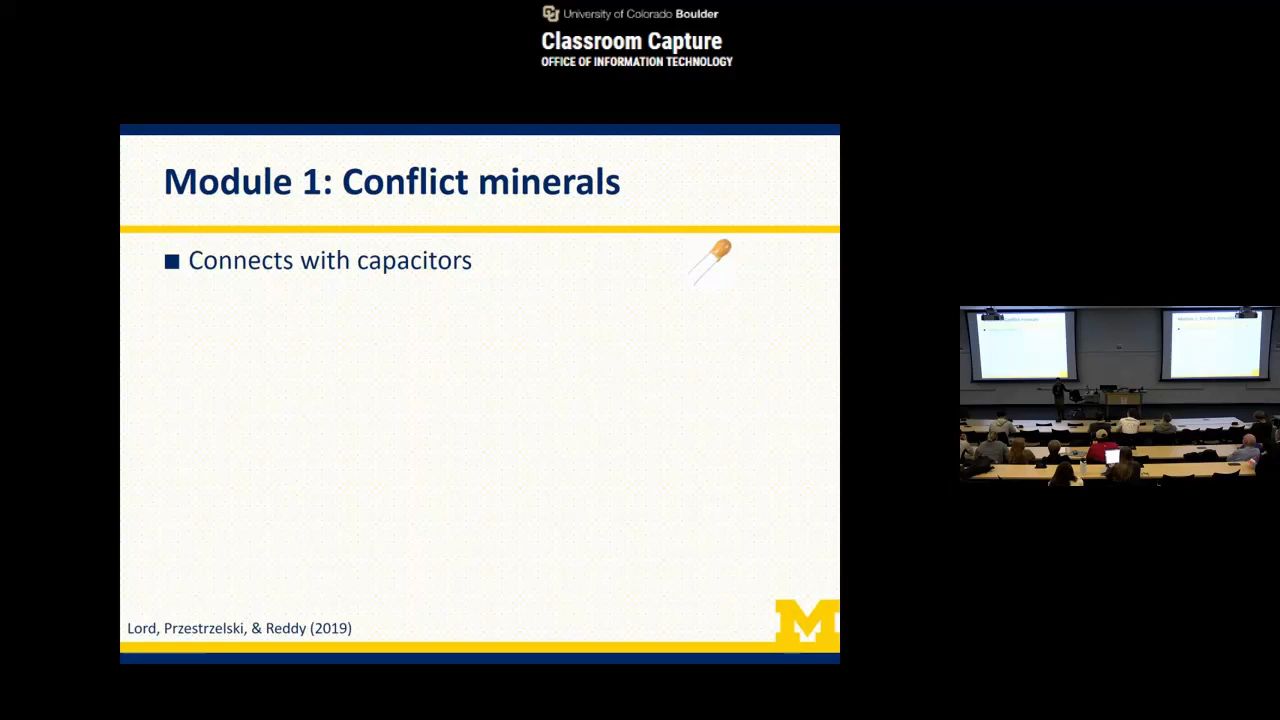 University of Colorado Boulder
Classroom Capture
OFFICE OF INFORMATION TECHNOLOGY
Module 1: Conflict minerals
Connects with capacitors
Lord, Przestrzelski, & Reddy (2019)
M